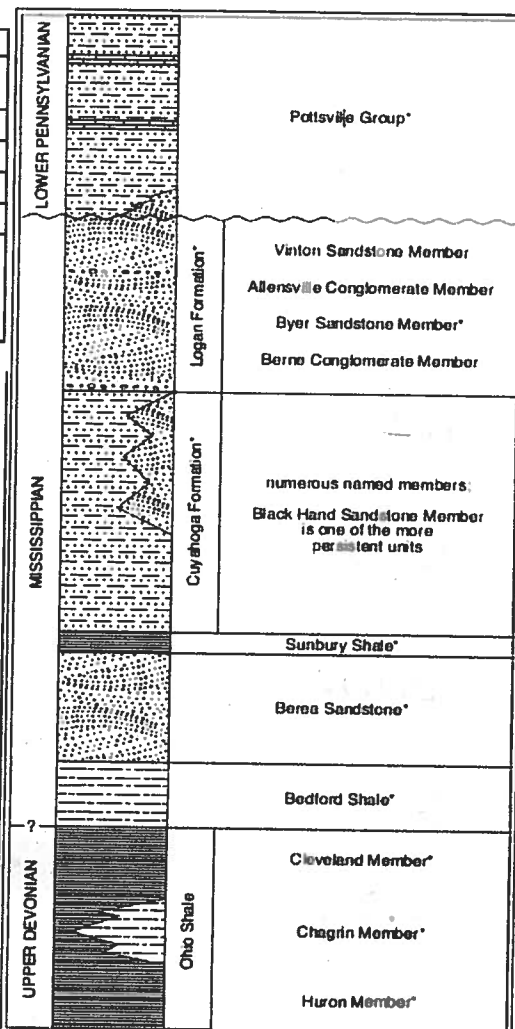 LOWER PENNSYLVANIAN
Pottsville Group*
MISSISSIPPIAN
Logan Formation*
Vinton Sandstone Member
Allensville Conglomerate Member
Byer Sandstone Member*
Berne Conglomerate Member
Cuyahoga Formation*
numerous named members;
Black Hand Sandstone Member
is one of the more
persistent units
Sunbury Shale*
Berea Sandstone*
Bedford Shale*
?
UPPER DEVONIAN
Ohio Shale
Cleveland Member*
Chagrin Member*
Huron Member*